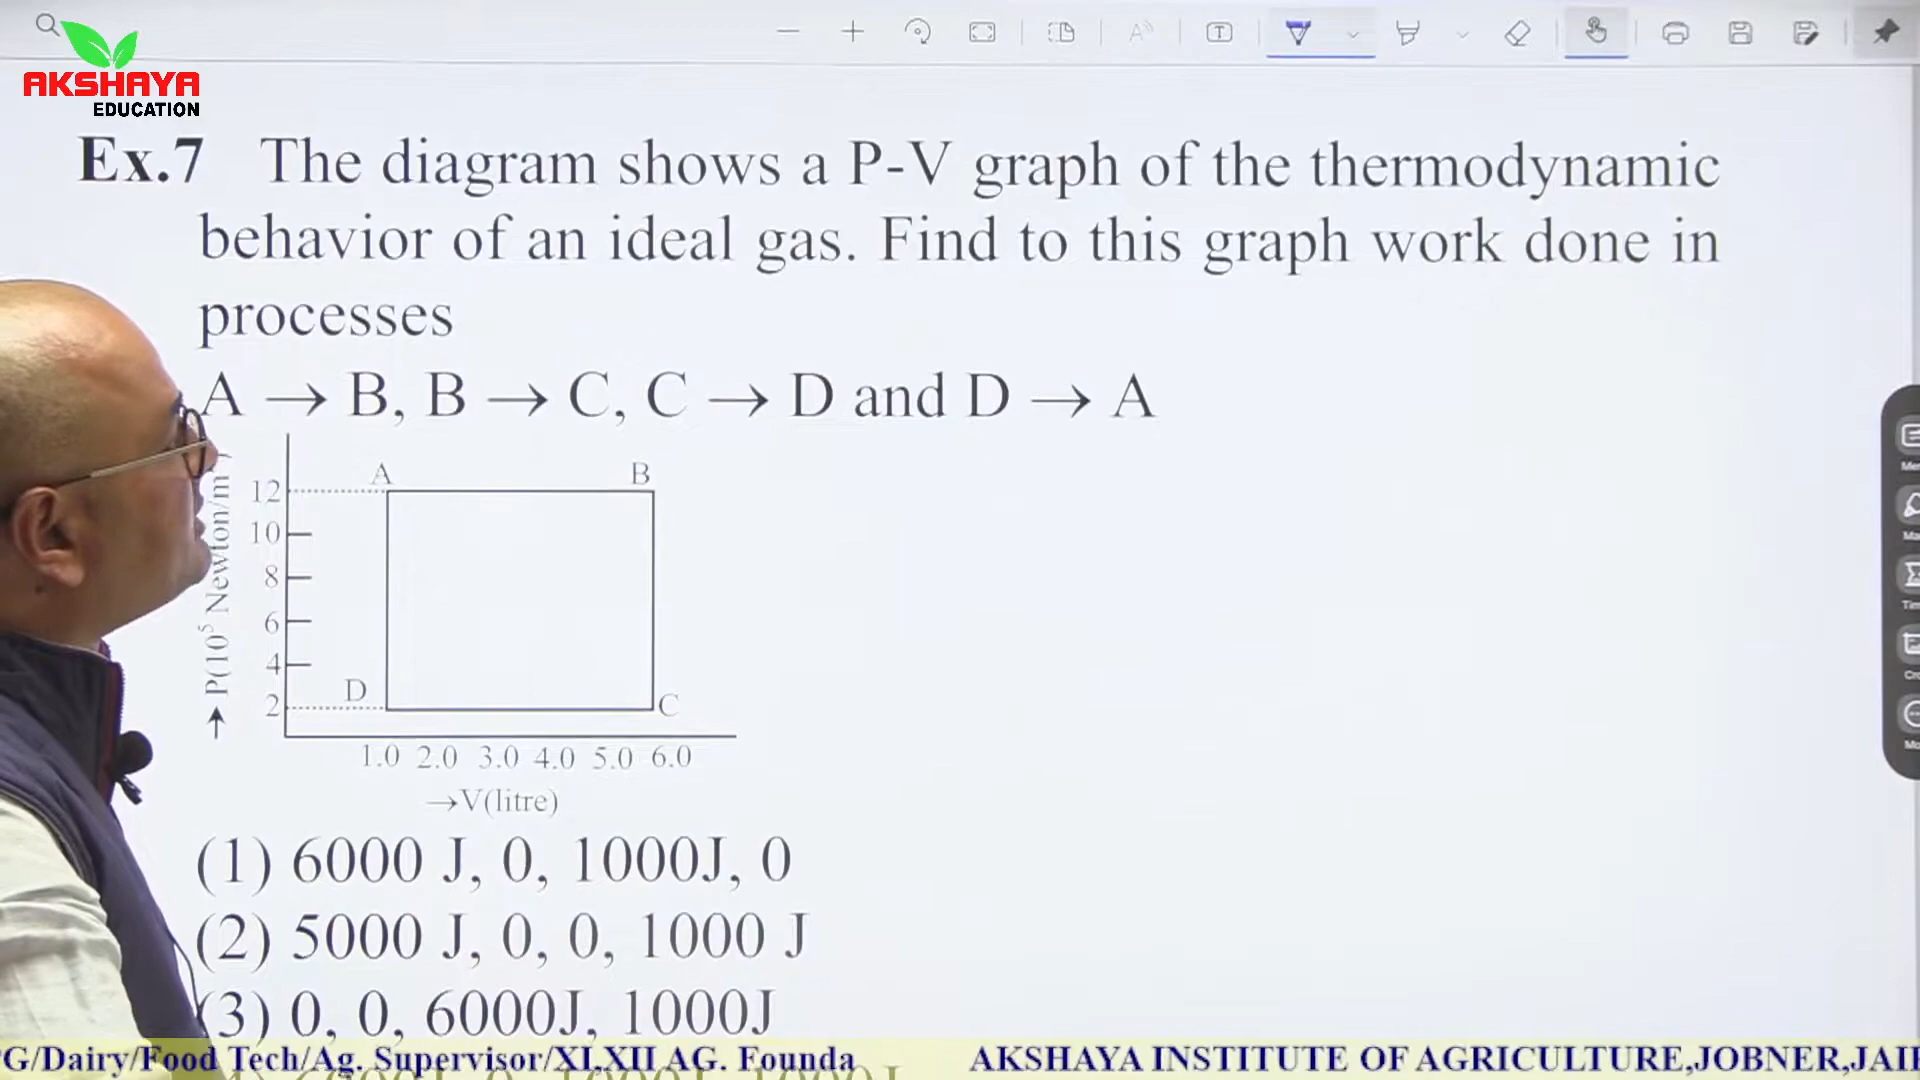 AKSHAYA
EDUCATION
Ex.7 The diagram shows a P-V graph of the thermodynamic
behavior of an ideal gas. Find to this graph work done in
processes
A → B, B → C, C → D and D → A
A B
12
10
8
6
4
2
D C
→ P(10⁵ Newton/m
1.0 2.0 3.0 4.0 5.0 6.0
→V(litre)
(1) 6000 J, 0, 1000J, 0
(2) 5000 J, 0, 0, 1000 J
(3) 0, 0, 6000J, 1000J
G/Dairy/Food Tech/Ag. Supervisor/XI,XII AG. Founda AKSHAYA INSTITUTE OF AGRICULTURE,JOBNER,JAI